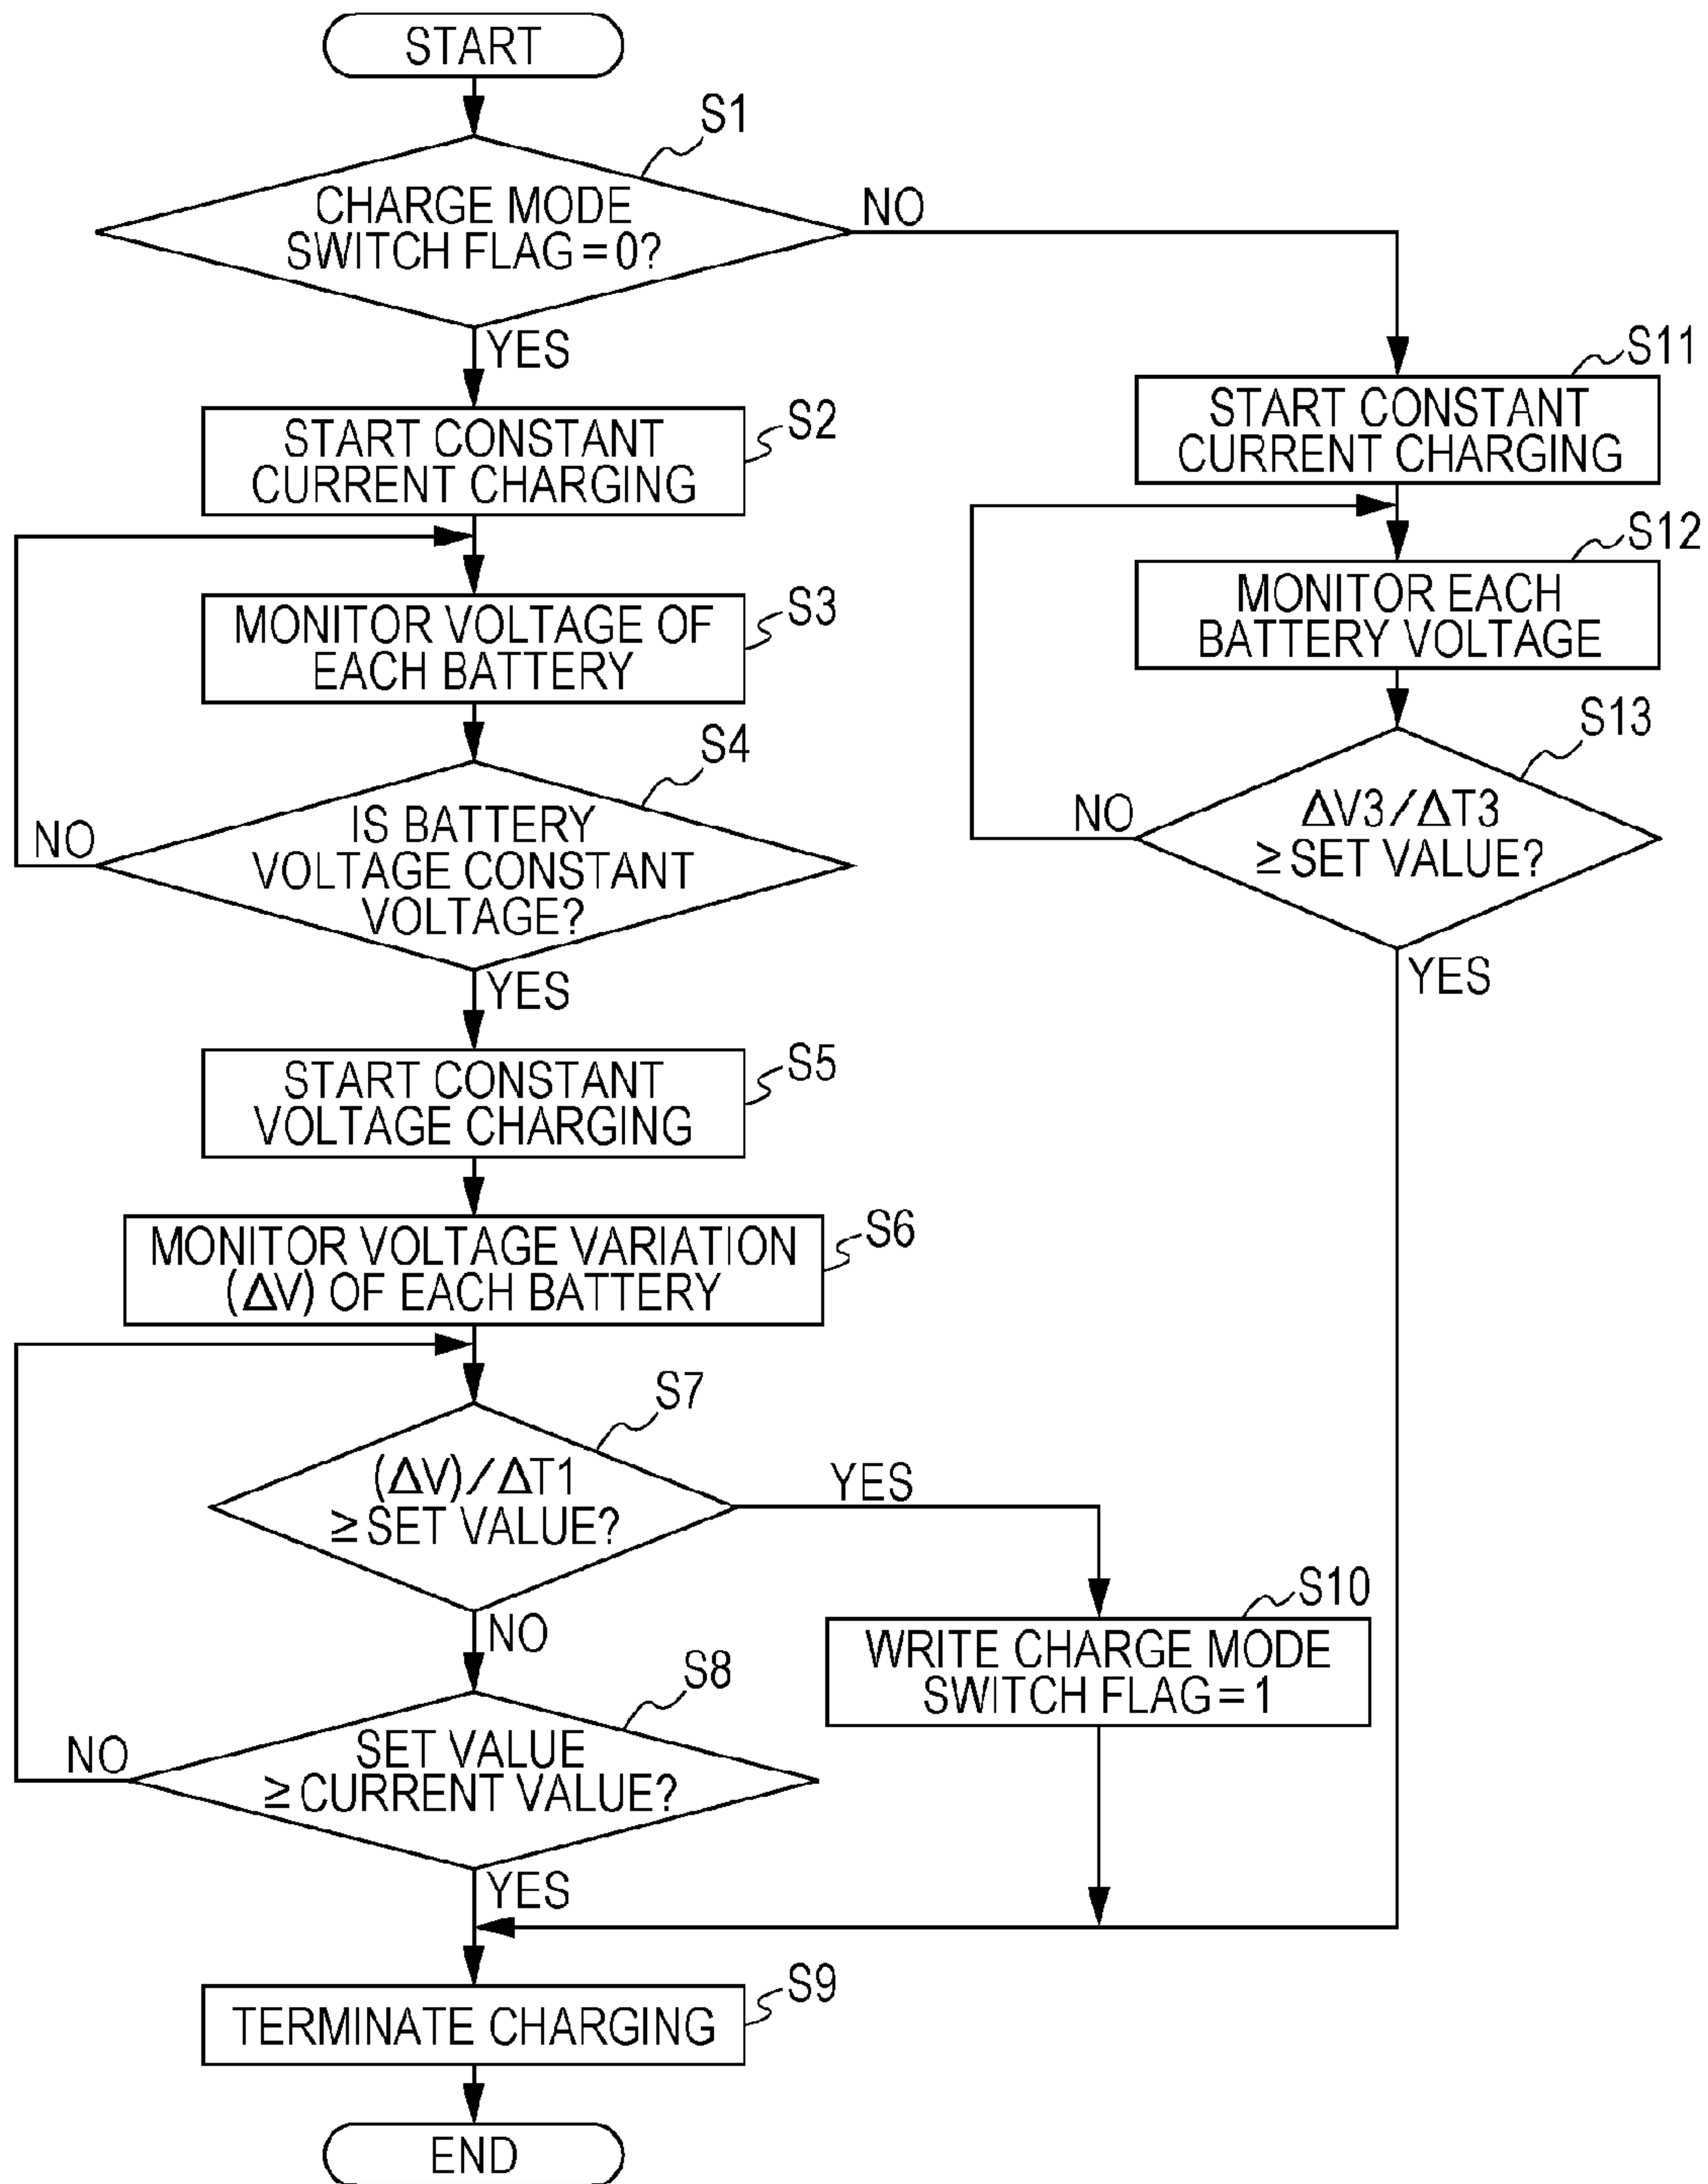 START
S1
CHARGE MODE
SWITCH FLAG = 0?
NO
YES
S2
START CONSTANT
CURRENT CHARGING
S3
MONITOR VOLTAGE OF
EACH BATTERY
S4
IS BATTERY
VOLTAGE CONSTANT
VOLTAGE?
NO
YES
S5
START CONSTANT
VOLTAGE CHARGING
S6
MONITOR VOLTAGE VARIATION
(ΔV) OF EACH BATTERY
S7
(ΔV) / ΔT1
≥ SET VALUE?
YES
NO
S8
SET VALUE
≥ CURRENT VALUE?
NO
YES
S9
TERMINATE CHARGING
END
S10
WRITE CHARGE MODE
SWITCH FLAG = 1
S11
START CONSTANT
CURRENT CHARGING
S12
MONITOR EACH
BATTERY VOLTAGE
S13
ΔV3 / ΔT3
≥ SET VALUE?
NO
YES